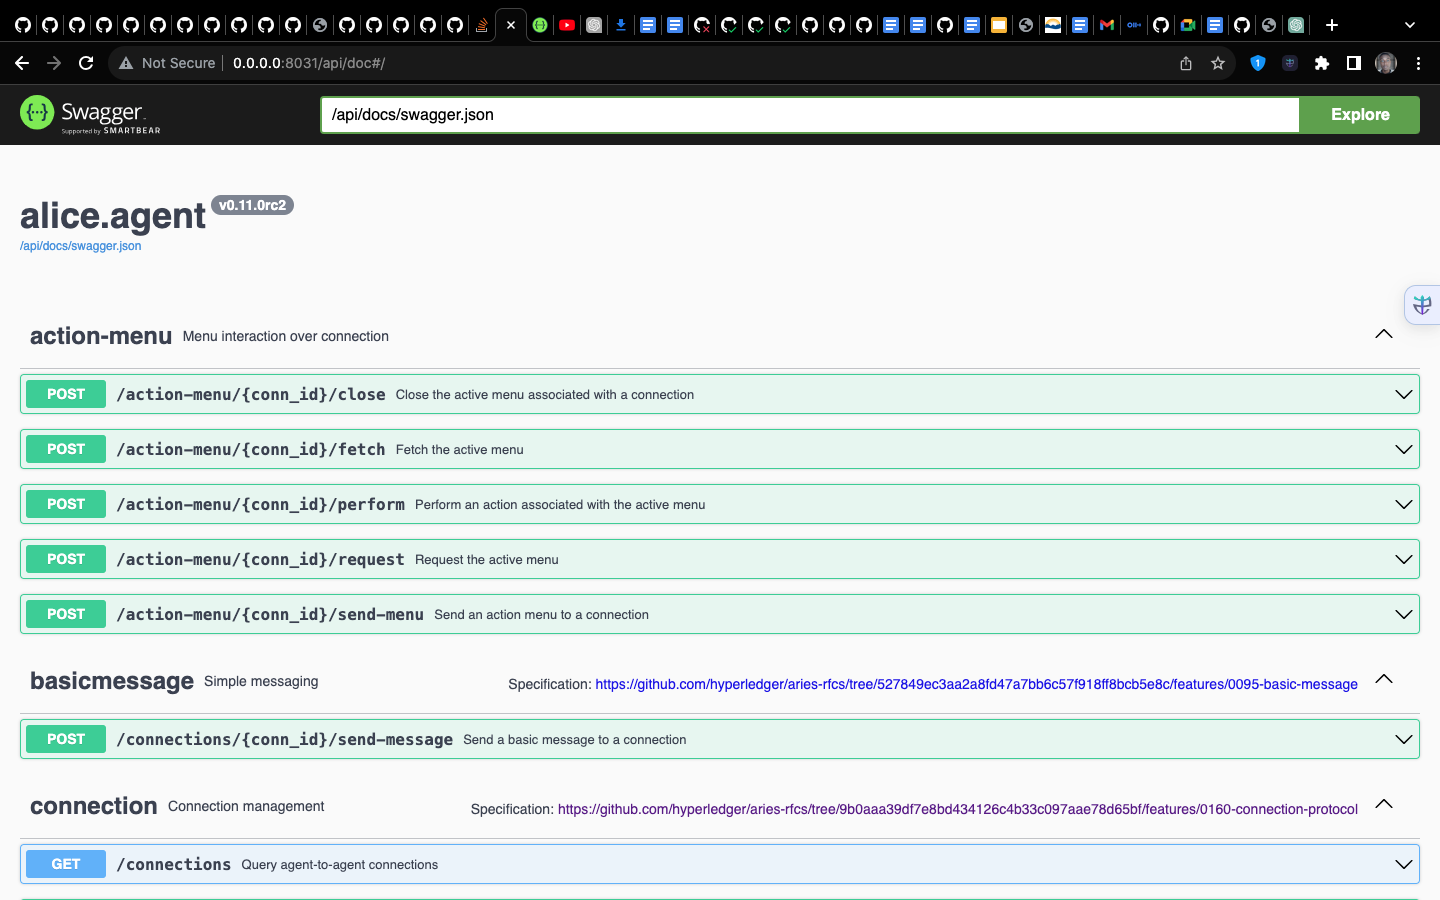 Not Secure 0.0.0.0:8031/api/doc#/
Swagger.
Supported by SMARTBEAR
/api/docs/swagger.json
Explore
alice.agent v0.11.0rc2
/api/docs/swagger.json
action-menu Menu interaction over connection
POST /action-menu/{conn_id}/close Close the active menu associated with a connection
POST /action-menu/{conn_id}/fetch Fetch the active menu
POST /action-menu/{conn_id}/perform Perform an action associated with the active menu
POST /action-menu/{conn_id}/request Request the active menu
POST /action-menu/{conn_id}/send-menu Send an action menu to a connection
basicmessage Simple messaging Specification: https://github.com/hyperledger/aries-rfcs/tree/527849ec3aa2a8fd47a7bb6c57f918ff8bcb5e8c/features/0095-basic-message
POST /connections/{conn_id}/send-message Send a basic message to a connection
connection Connection management Specification: https://github.com/hyperledger/aries-rfcs/tree/9b0aaa39df7e8bd434126c4b33c097aae78d65bf/features/0160-connection-protocol
GET /connections Query agent-to-agent connections